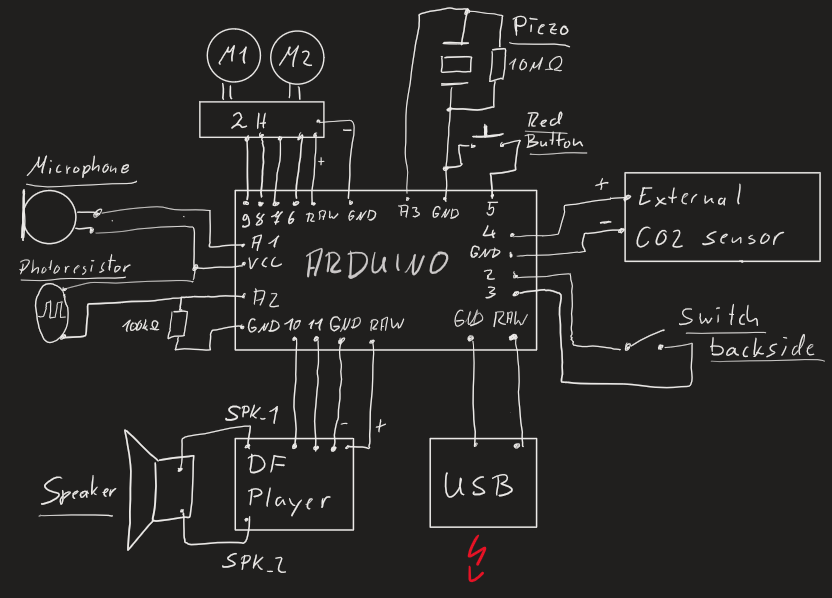 M1 M2
2 H
-
+
Piezo
10MΩ
Red
Button
Microphone
Photoresistor
100kΩ
9 8 7 6 RAW GND A3 GND 5
A1
VCC
A2
GND 10 11 GND RAW
ARDUINO
4
GND
2
3
GND RAW
+
-
External
CO2 sensor
Switch
backside
SPK_1
- +
DF
Player
Speaker
SPK_2
USB